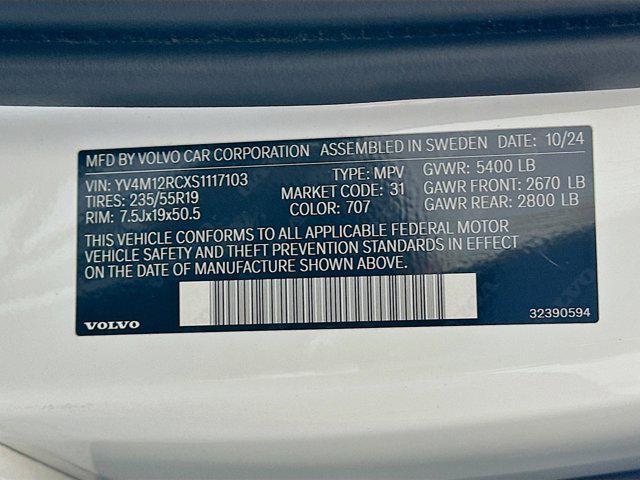 MFD BY VOLVO CAR CORPORATION ASSEMBLED IN SWEDEN DATE: 10/24
VIN: YV4M12RCXS1117103 TYPE: MPV GVWR: 5400 LB
TIRES: 235/55R19 MARKET CODE: 31 GAWR FRONT: 2670 LB
RIM: 7.5Jx19x50.5 COLOR: 707 GAWR REAR: 2800 LB
THIS VEHICLE CONFORMS TO ALL APPLICABLE FEDERAL MOTOR
VEHICLE SAFETY AND THEFT PREVENTION STANDARDS IN EFFECT
ON THE DATE OF MANUFACTURE SHOWN ABOVE.
VOLVO 32390594